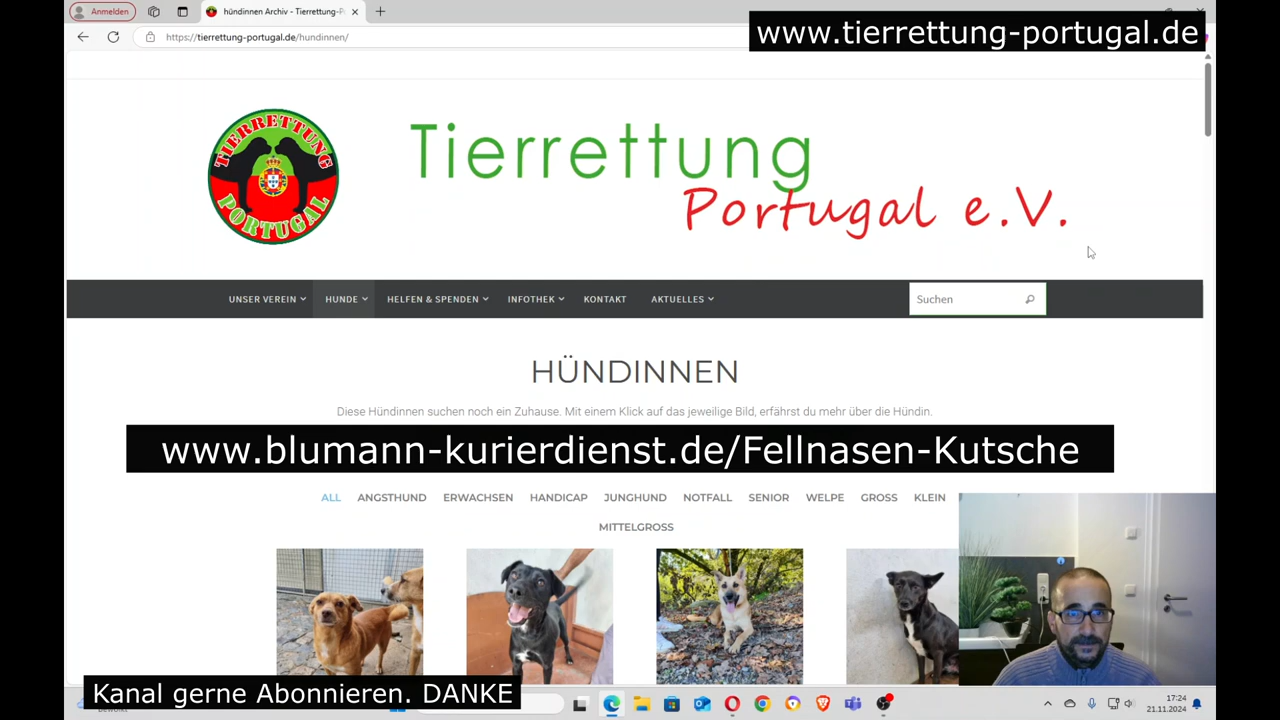 Anmelden
hündinnen Archiv - Tierrettung-P
https://tierrettung-portugal.de/hundinnen/
www.tierrettung-portugal.de
TIERRETTUNG
PORTUGAL
Tierrettung
Portugal e.V.
UNSER VEREIN HUNDE HELFEN & SPENDEN INFOTHEK KONTAKT AKTUELLES Suchen
HÜNDINNEN
Diese Hündinnen suchen noch ein Zuhause. Mit einem Klick auf das jeweilige Bild, erfährst du mehr über die Hündin.
www.blumann-kurierdienst.de/Fellnasen-Kutsche
ALL ANGSTHUND ERWACHSEN HANDICAP JUNGHUND NOTFALL SENIOR WELPE GROSS KLEIN
MITTELGROSS
Kanal gerne Abonnieren. DANKE
17:24
21.11.2024